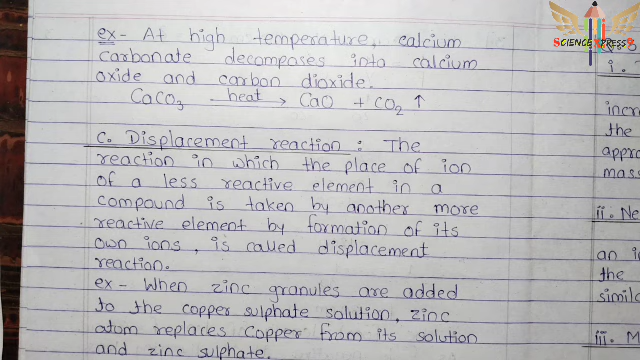 SCIENCE XPRESS
ex- At high temperature, calcium
carbonate decomposes into calcium
oxide and carbon dioxide.
CaCO₃ —heat→ CaO + CO₂ ↑
C. Displacement reaction : The
reaction in which the place of ion
of a less reactive element in a
compound is taken by another more
reactive element by formation of its
own ions, is called displacement
reaction.
ex- When zinc granules are added
to the copper sulphate solution, zinc
atom replaces copper from its solution
and zinc sulphate.
i.
incre
the
appro
mass
ii. Ne
an i
the
simila
iii. M